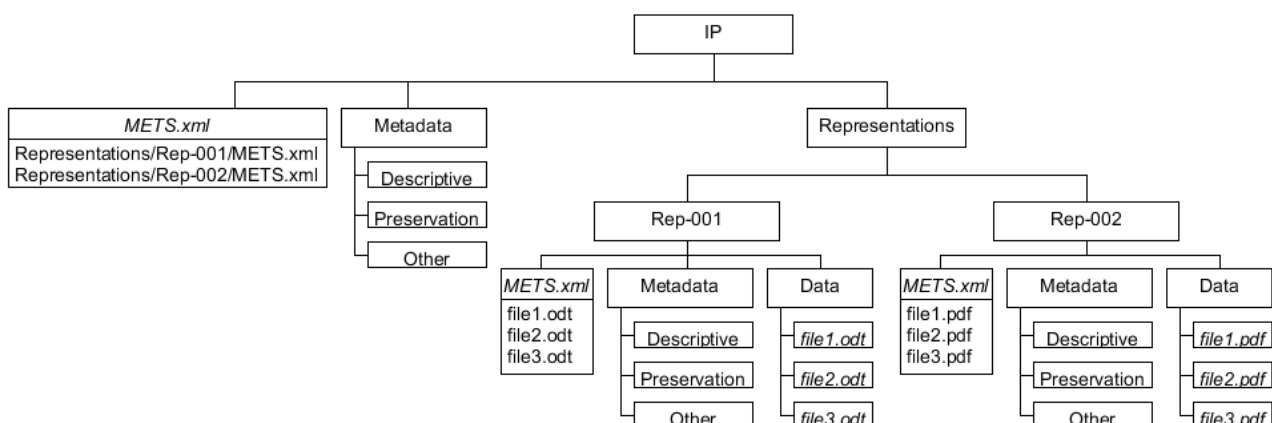 IP
METS.xml
Representations/Rep-001/METS.xml
Representations/Rep-002/METS.xml
Metadata
Descriptive
Preservation
Other
Representations
Rep-001
METS.xml
file1.odt
file2.odt
file3.odt
Metadata
Descriptive
Preservation
Other
Data
file1.odt
file2.odt
file3.odt
Rep-002
METS.xml
file1.pdf
file2.pdf
file3.pdf
Metadata
Descriptive
Preservation
Other
Data
file1.pdf
file2.pdf
file3.pdf